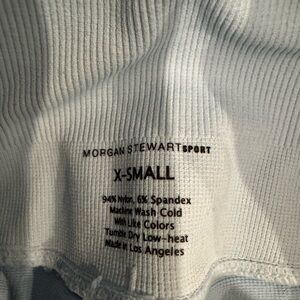 MORGAN STEWART SPORT
X-SMALL
94% Nylon, 6% Spandex
Machine Wash Cold
With Like Colors
Tumble Dry Low-heat
Made in Los Angeles